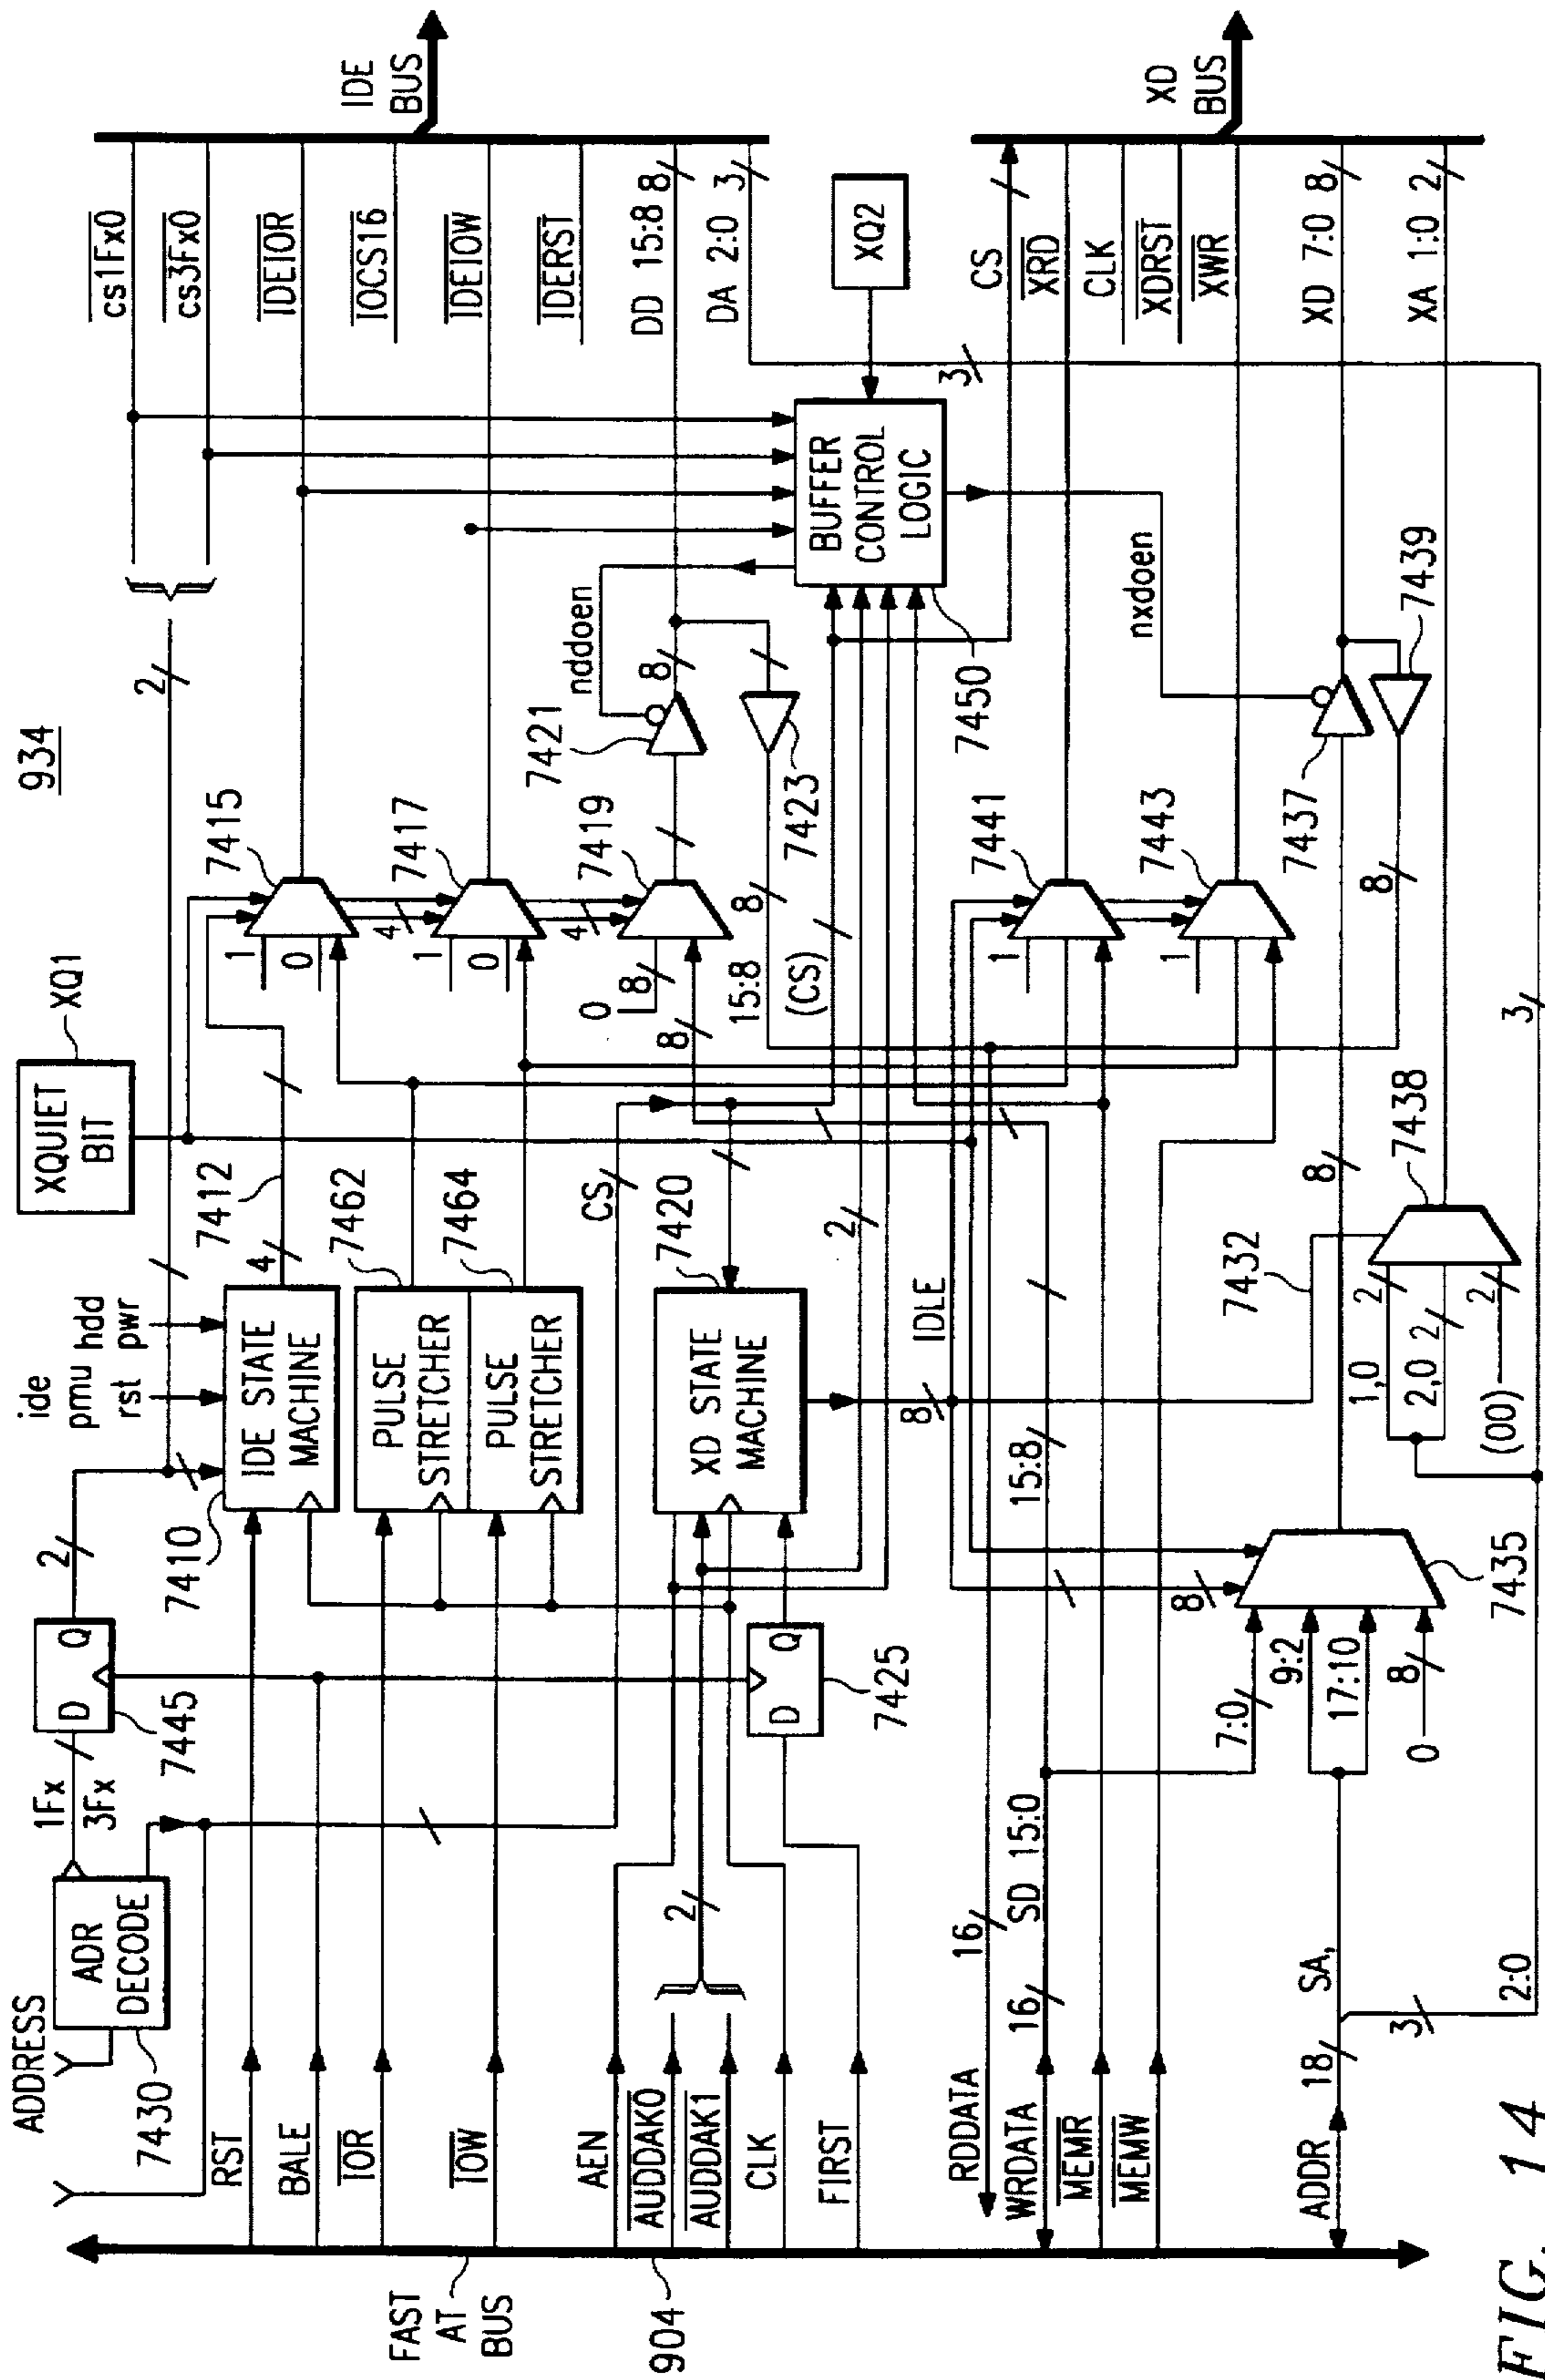 934
ADDRESS
ADR
DECODE
7430
1Fx
3Fx
D
Q
7445
2
ide
pmu
rst
hdd
pwr
7410
IDE STATE
MACHINE
4
7412
XQUIET
BIT
XQ1
2
PULSE
STRETCHER
7462
PULSE
STRETCHER
7464
CS
7420
XD STATE
MACHINE
D
Q
7425
1
0
7415
4
1
0
7417
4
0
8
8
7419
7421
nddoen
8
7423
15:8
8
(CS)
2
cs1Fx0
cs3Fx0
IDEIOR
IOCS16
IDEIOW
IDERST
DD 15:8
8
DA 2:0
3
IDE
BUS
XQ2
BUFFER
CONTROL
LOGIC
7450
3
CS
XRD
CLK
XDRST
XWR
XD 7:0
8
XA 1:0
2
XD
BUS
RST
BALE
IOR
IOW
AEN
AUDDAK0
AUDDAK1
2
CLK
FIRST
FAST
AT
BUS
904
RDDATA
16
WRDATA
16
SD 15:0
MEMR
MEMW
ADDR
18
SA,
3
2:0
3
8
IDLE
15:8
1
7441
1
7443
nxdoen
7437
7439
8
8
7432
7438
1,0
2
2,0
2
(00)
2
8
7:0
9:2
17:10
0
8
7435
FIG. 14